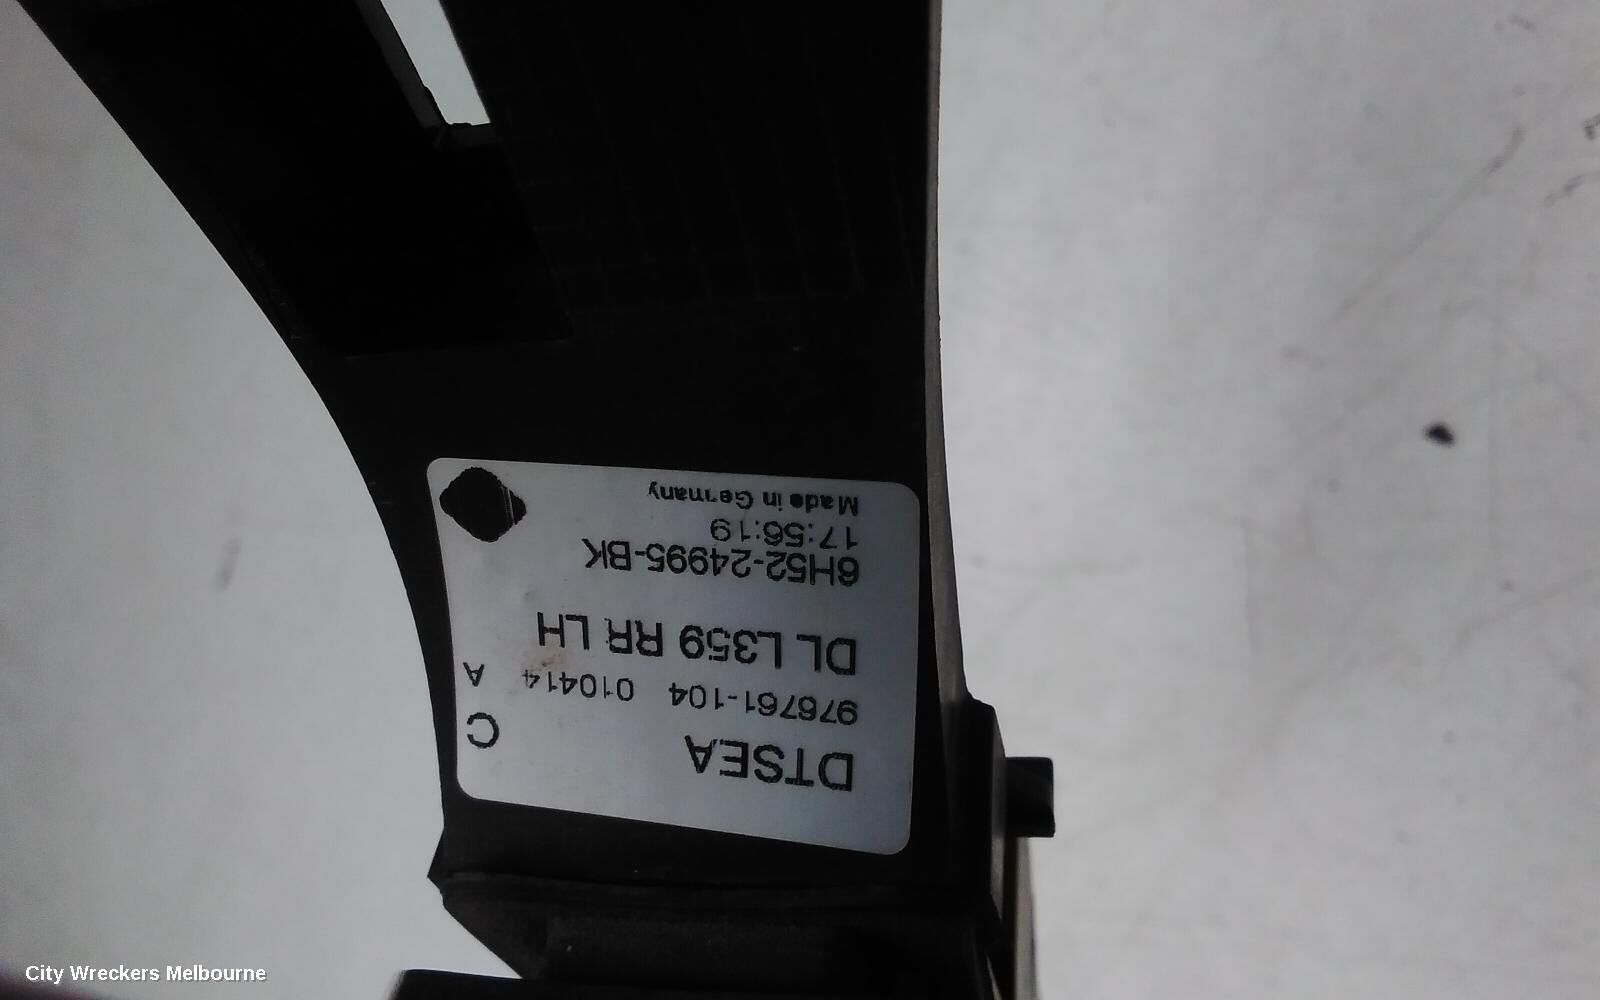 DTSEA
C
976761-104 010414 A
DL L359 RR LH
6H52-24995-BK
17:56:19
Made in Germany
City Wreckers Melbourne